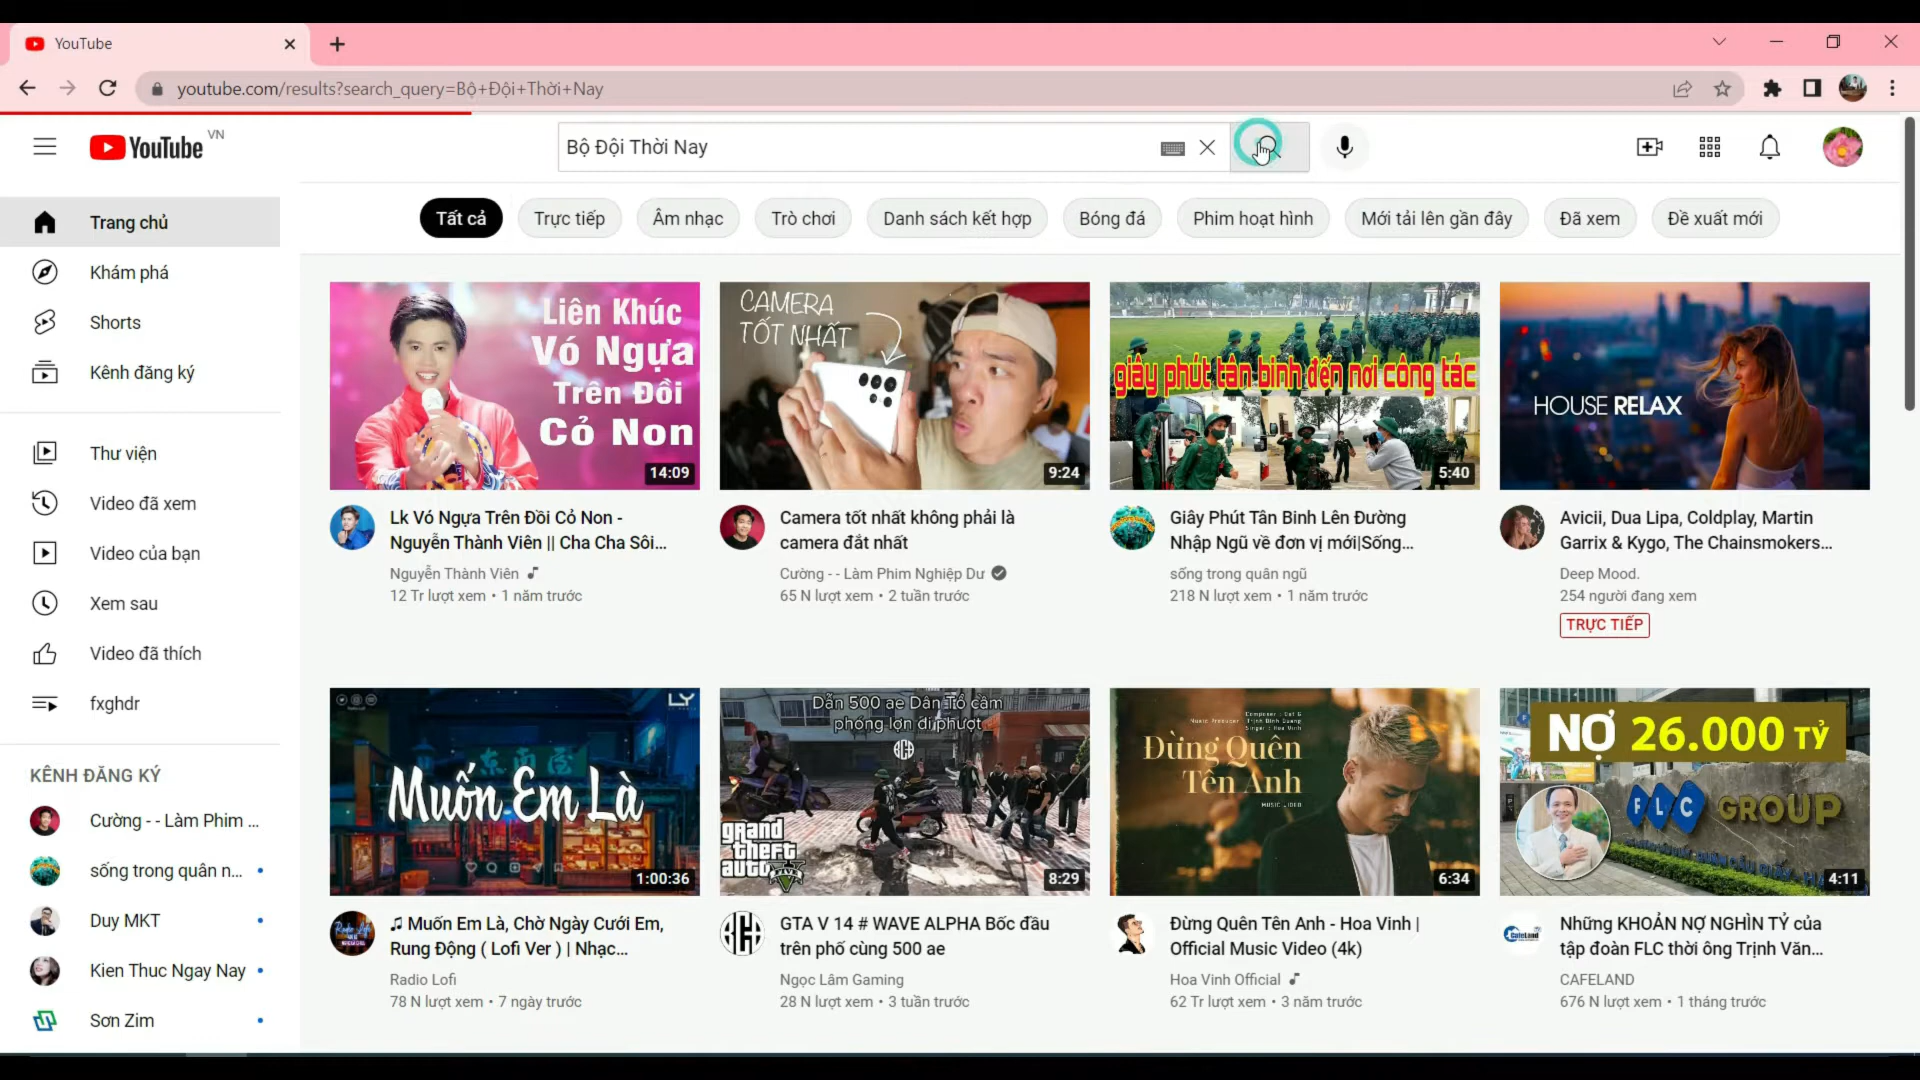 YouTube
youtube.com/results?search_query=Bộ+Đội+Thời+Nay
YouTube VN
Bộ Đội Thời Nay
Trang chủ
Khám phá
Shorts
Kênh đăng ký
Thư viện
Video đã xem
Video của bạn
Xem sau
Video đã thích
fxghdr
KÊNH ĐĂNG KÝ
Cường - - Làm Phim ...
sống trong quân n...
Duy MKT
Kien Thuc Ngay Nay
Sơn Zim
Tất cả
Trực tiếp
Âm nhạc
Trò chơi
Danh sách kết hợp
Bóng đá
Phim hoạt hình
Mới tải lên gần đây
Đã xem
Đề xuất mới
Liên Khúc
Vó Ngựa
Trên Đồi
Cỏ Non
14:09
Lk Vó Ngựa Trên Đồi Cỏ Non -
Nguyễn Thành Viên || Cha Cha Sôi...
Nguyễn Thành Viên
12 Tr lượt xem • 1 năm trước
CAMERA
TỐT NHẤT
9:24
Camera tốt nhất không phải là
camera đắt nhất
Cường - - Làm Phim Nghiệp Dư
65 N lượt xem • 2 tuần trước
giây phút tân binh đến nơi công tác
5:40
Giây Phút Tân Binh Lên Đường
Nhập Ngũ về đơn vị mới|Sống...
sống trong quân ngũ
218 N lượt xem • 1 năm trước
HOUSE RELAX
Avicii, Dua Lipa, Coldplay, Martin
Garrix & Kygo, The Chainsmokers...
Deep Mood.
254 người đang xem
TRỰC TIẾP
LY
Muốn Em Là
1:00:36
♫ Muốn Em Là, Chờ Ngày Cưới Em,
Rung Động ( Lofi Ver ) | Nhạc...
Radio Lofi
78 N lượt xem • 7 ngày trước
Dẫn 500 ae Dân Tổ cầm
phóng lợn đi phượt
grand
theft
auto V
8:29
GTA V 14 # WAVE ALPHA Bốc đầu
trên phố cùng 500 ae
Ngọc Lâm Gaming
28 N lượt xem • 3 tuần trước
Đừng Quên
Tên Anh
MUSIC VIDEO
6:34
Đừng Quên Tên Anh - Hoa Vinh |
Official Music Video (4k)
Hoa Vinh Official
62 Tr lượt xem • 3 năm trước
NỢ 26.000 TỶ
FLC GROUP
4:11
Những KHOẢN NỢ NGHÌN TỶ của
tập đoàn FLC thời ông Trịnh Văn...
CAFELAND
676 N lượt xem • 1 tháng trước